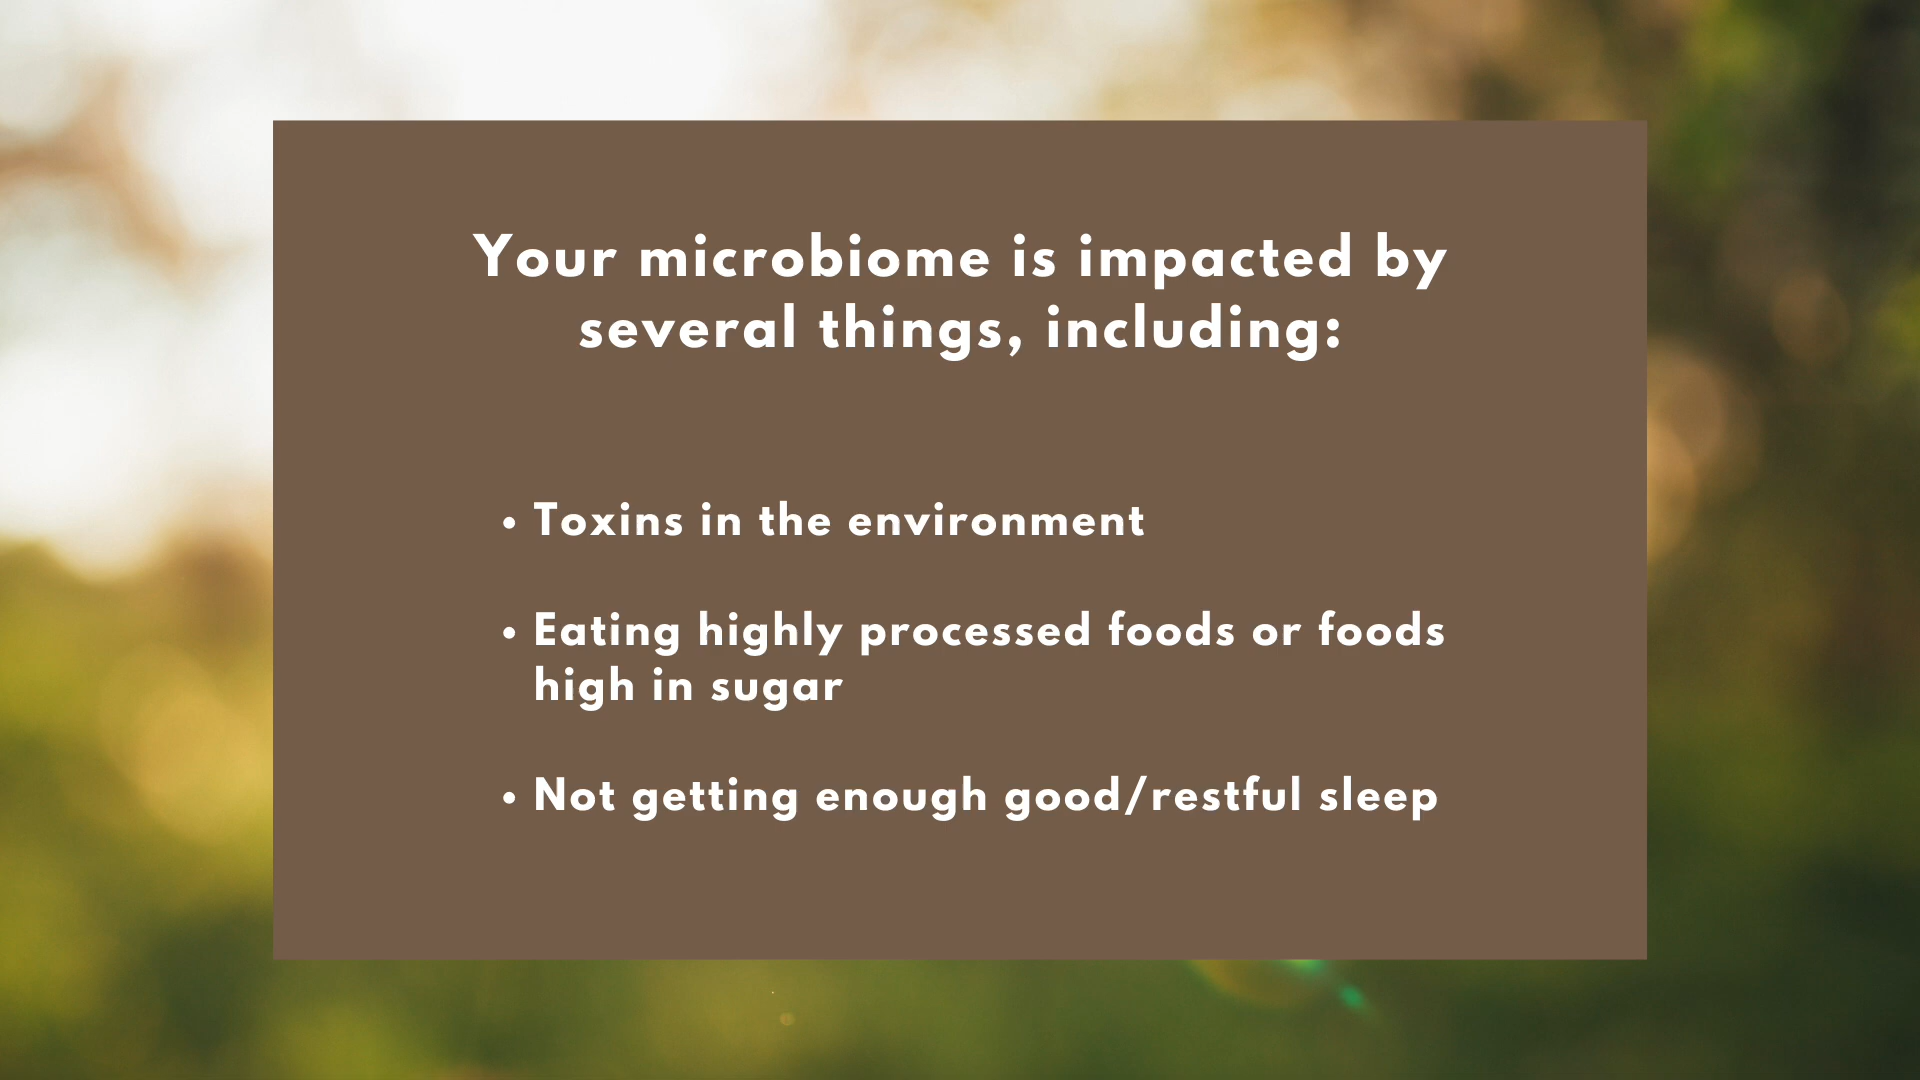 Your microbiome is impacted by
several things, including:
• Toxins in the environment
• Eating highly processed foods or foods
high in sugar
• Not getting enough good/restful sleep